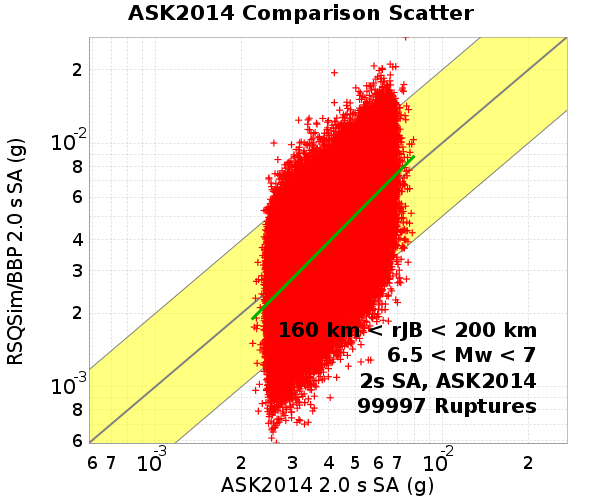 ASK2014 Comparison Scatter
RSQSim/BBP 2.0 s SA (g)
2
10-2
8
6
4
3
2
10-3
8
6
160 km < rJB < 200 km
6.5 < Mw < 7
2s SA, ASK2014
99997 Ruptures
6 7 10-3 2 3 4 5 6 7 10-2 2
ASK2014 2.0 s SA (g)